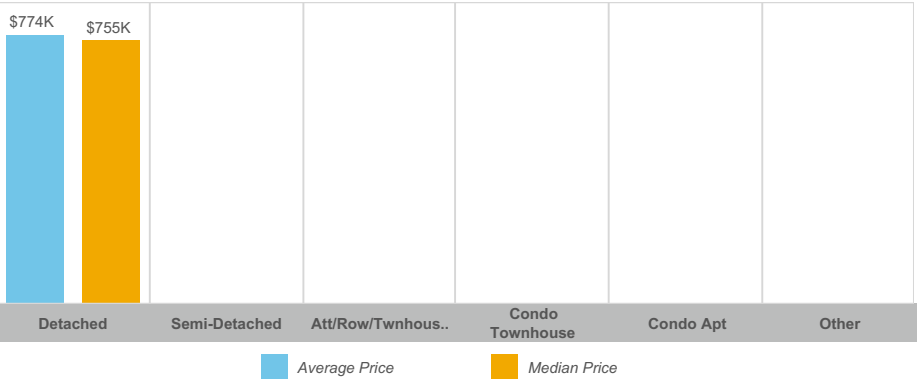 $774K
$755K
Detached
Semi-Detached
Att/Row/Twnhous..
Condo
Townhouse
Condo Apt
Other
Average Price
Median Price